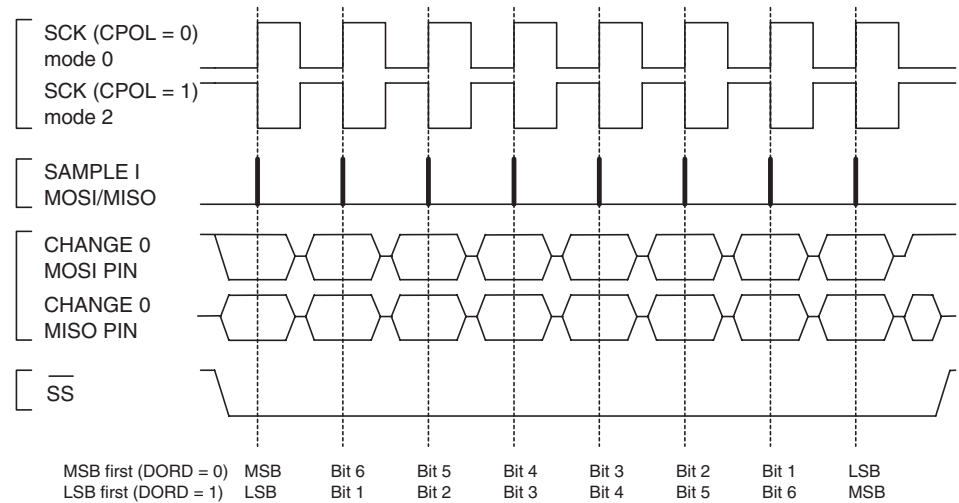 SCK (CPOL = 0)
mode 0
SCK (CPOL = 1)
mode 2
SAMPLE I
MOSI/MISO
CHANGE 0
MOSI PIN
CHANGE 0
MISO PIN
SS
MSB first (DORD = 0) MSB Bit 6 Bit 5 Bit 4 Bit 3 Bit 2 Bit 1 LSB
LSB first (DORD = 1) LSB Bit 1 Bit 2 Bit 3 Bit 4 Bit 5 Bit 6 MSB